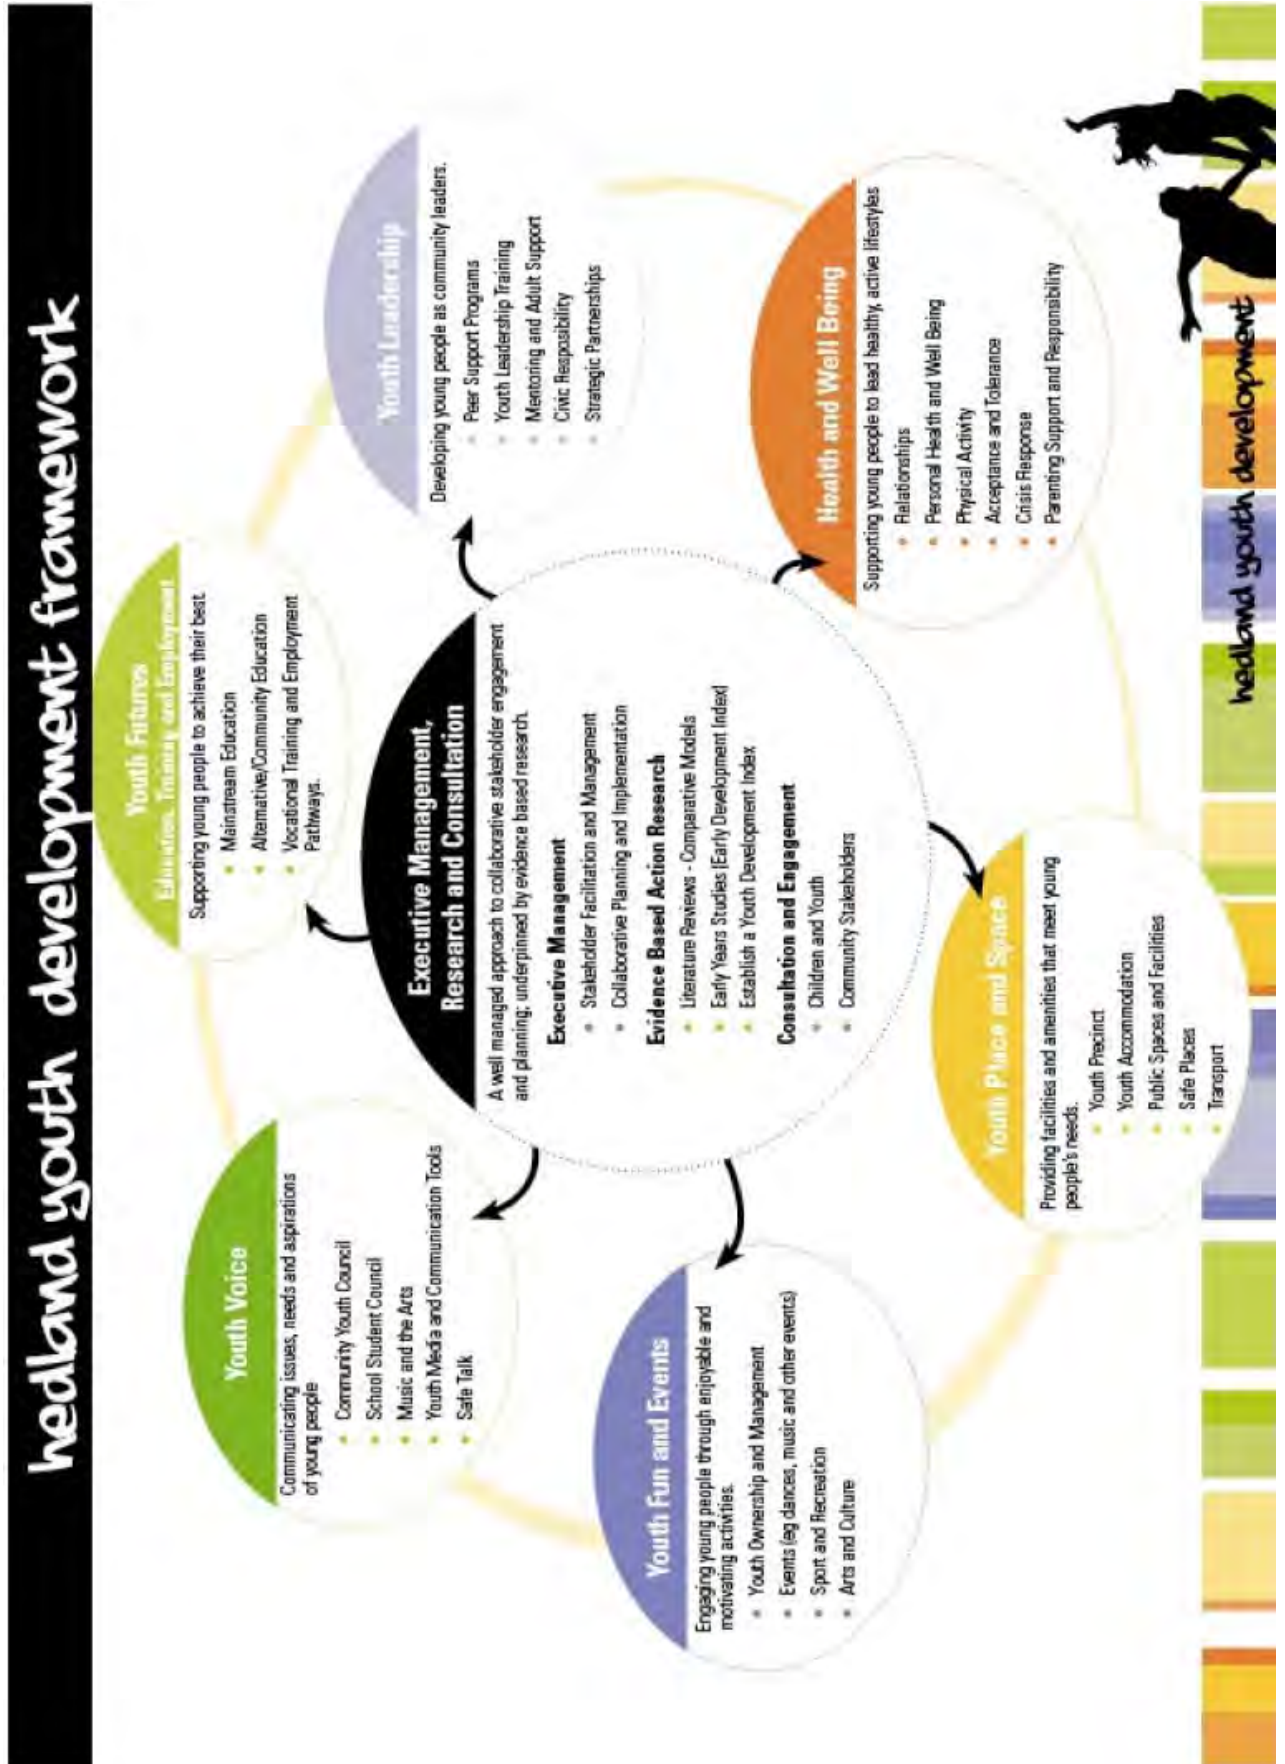 hedland youth development framework
Youth Futures
Education, Training and Employment
Supporting young people to achieve their best.
Mainstream Education
Alternative/Community Education
Vocational Training and Employment
Pathways.
Youth Voice
Communicating issues, needs and aspirations
of young people
Community Youth Council
School Student Council
Music and the Arts
Youth Media and Communication Tools
Safe Talk
Youth Leadership
Developing young people as community leaders.
Peer Support Programs
Youth Leadership Training
Mentoring and Adult Support
Civic Resposibility
Strategic Partnerships
Executive Management,
Research and Consultation
A well managed approach to collaborative stakeholder engagement
and planning; underpinned by evidence based research.
Executive Management
Stakeholder Facilitation and Management
Collaborative Planning and Implementation
Evidence Based Action Research
Literature Reviews - Comparative Models
Early Years Studies (Early Development Index)
Establish a Youth Development Index
Consultation and Engagement
Children and Youth
Community Stakeholders
Youth Fun and Events
Engaging young people through enjoyable and
motivating activities.
Youth Ownership and Management
Events (eg dances, music and other events)
Sport and Recreation
Arts and Culture
Health and Well Being
Supporting young people to lead healthy, active lifestyles
Relationships
Personal Health and Well Being
Physical Activity
Acceptance and Tolerance
Crisis Response
Parenting Support and Responsibility
Youth Place and Space
Providing facilities and amenities that meet young
people's needs.
Youth Precinct
Youth Accommodation
Public Spaces and Facilities
Safe Places
Transport
hedland youth development